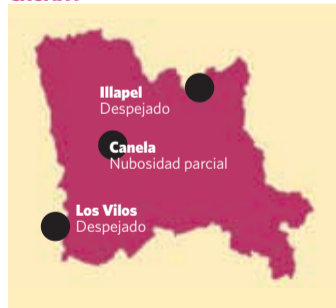 Illapel
Despejado
Canela
Nubosidad parcial
Los Vilos
Despejado